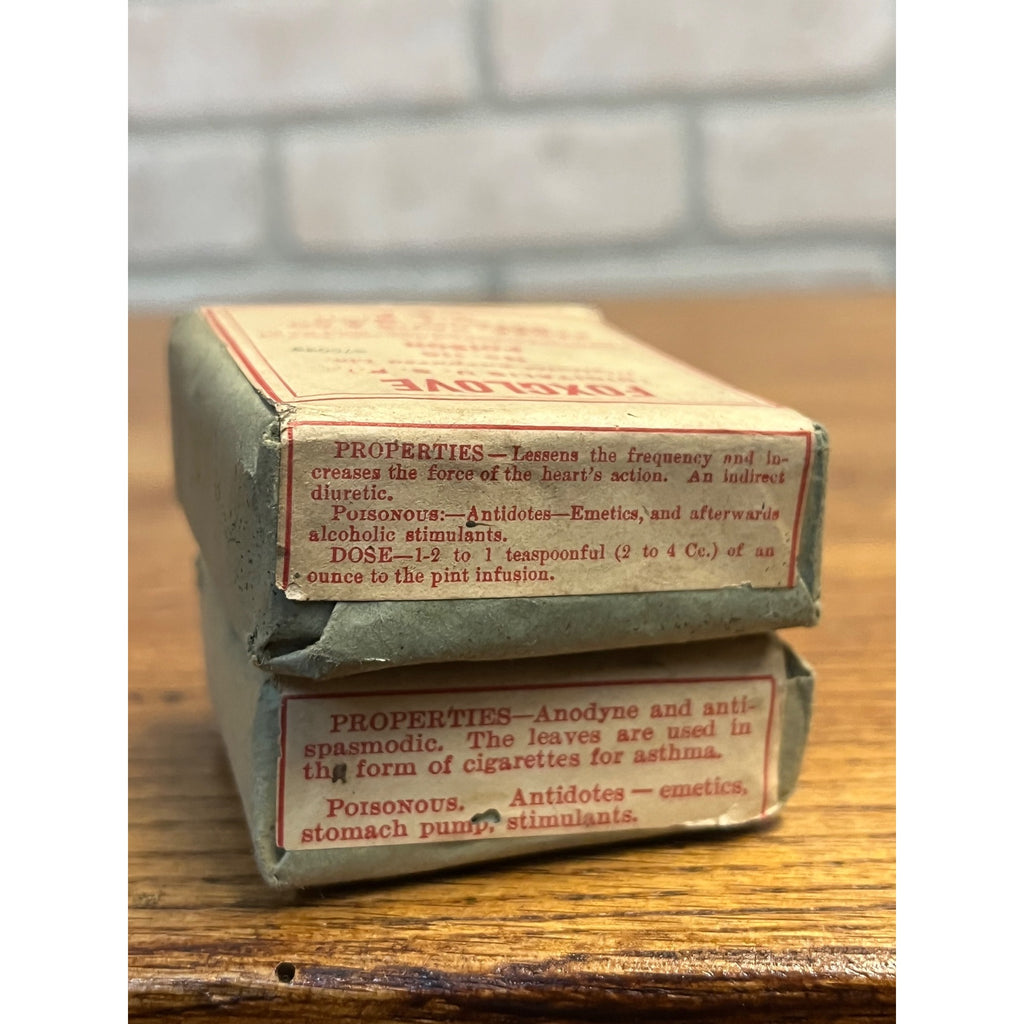 FOXGLOVE
PROPERTIES—Lessens the frequency and in-
creases the force of the heart's action. An indirect
diuretic.
POISONOUS:—Antidotes—Emetics, and afterwards
alcoholic stimulants.
DOSE—1-2 to 1 teaspoonful (2 to 4 Cc.) of an
ounce to the pint infusion.
PROPERTIES—Anodyne and anti-
spasmodic. The leaves are used in
the form of cigarettes for asthma.
POISONOUS. Antidotes — emetics,
stomach pump, stimulants.